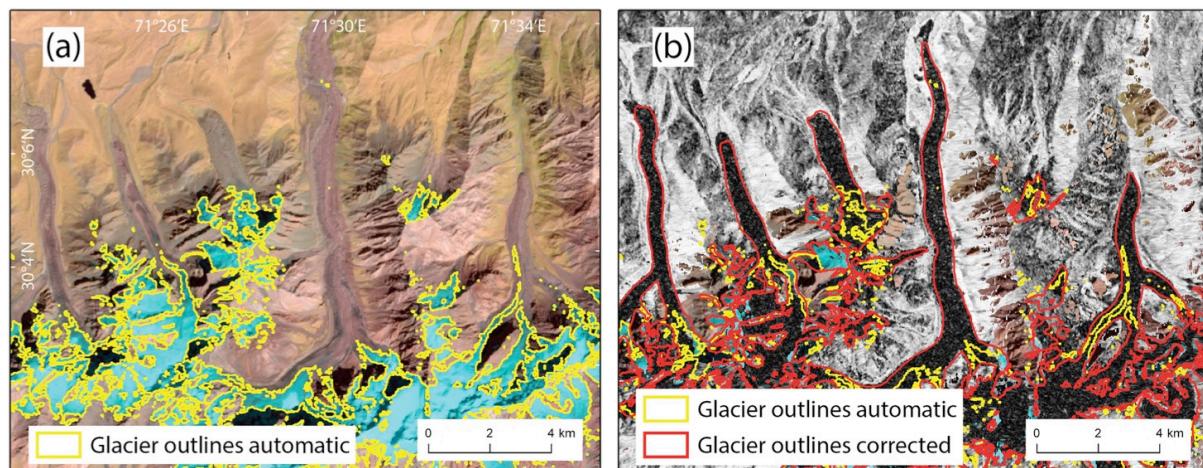 (a)
71°26´E
71°30´E
71°34´E
30°6´N
30°4´N
Glacier outlines automatic
0 2 4 km
(b)
Glacier outlines automatic
Glacier outlines corrected
0 2 4 km